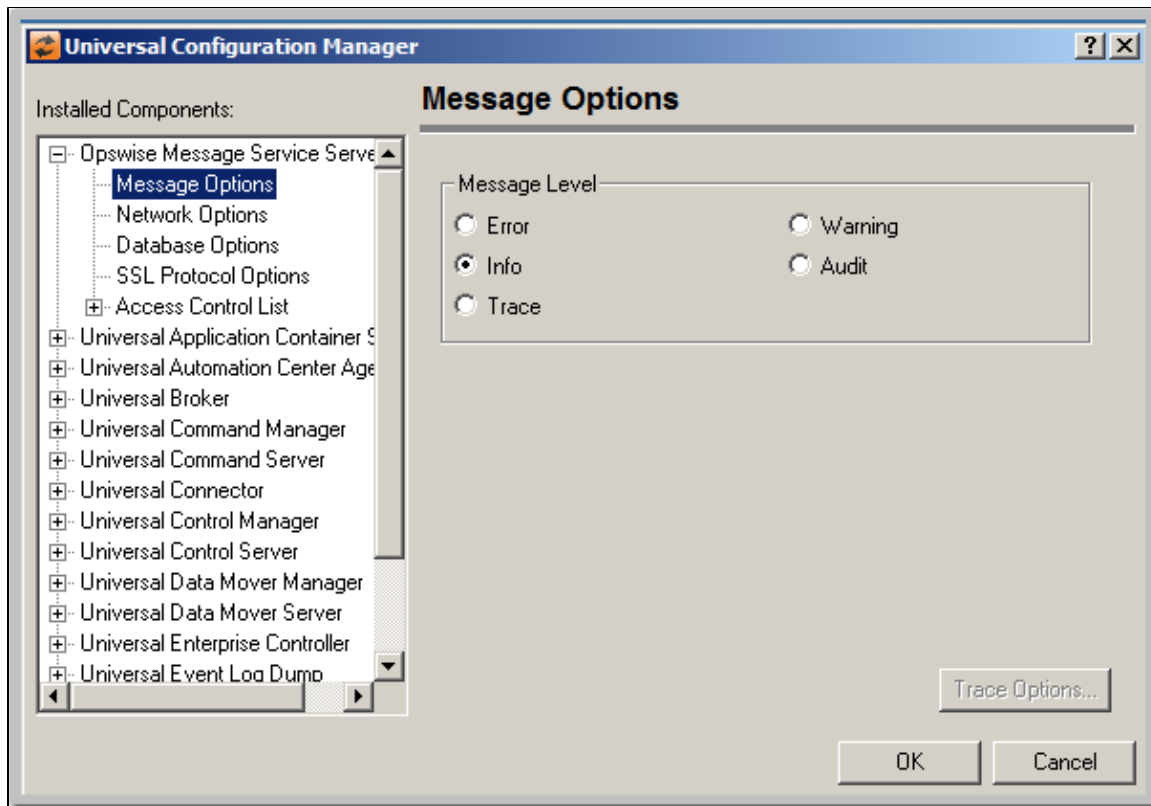 Universal Configuration Manager
Installed Components:
Opswise Message Service Serve
Message Options
Network Options
Database Options
SSL Protocol Options
Access Control List
Universal Application Container S
Universal Automation Center Age
Universal Broker
Universal Command Manager
Universal Command Server
Universal Connector
Universal Control Manager
Universal Control Server
Universal Data Mover Manager
Universal Data Mover Server
Universal Enterprise Controller
Universal Event Log Dump
Message Options
Message Level
Error
Warning
Info
Audit
Trace
Trace Options...
OK
Cancel